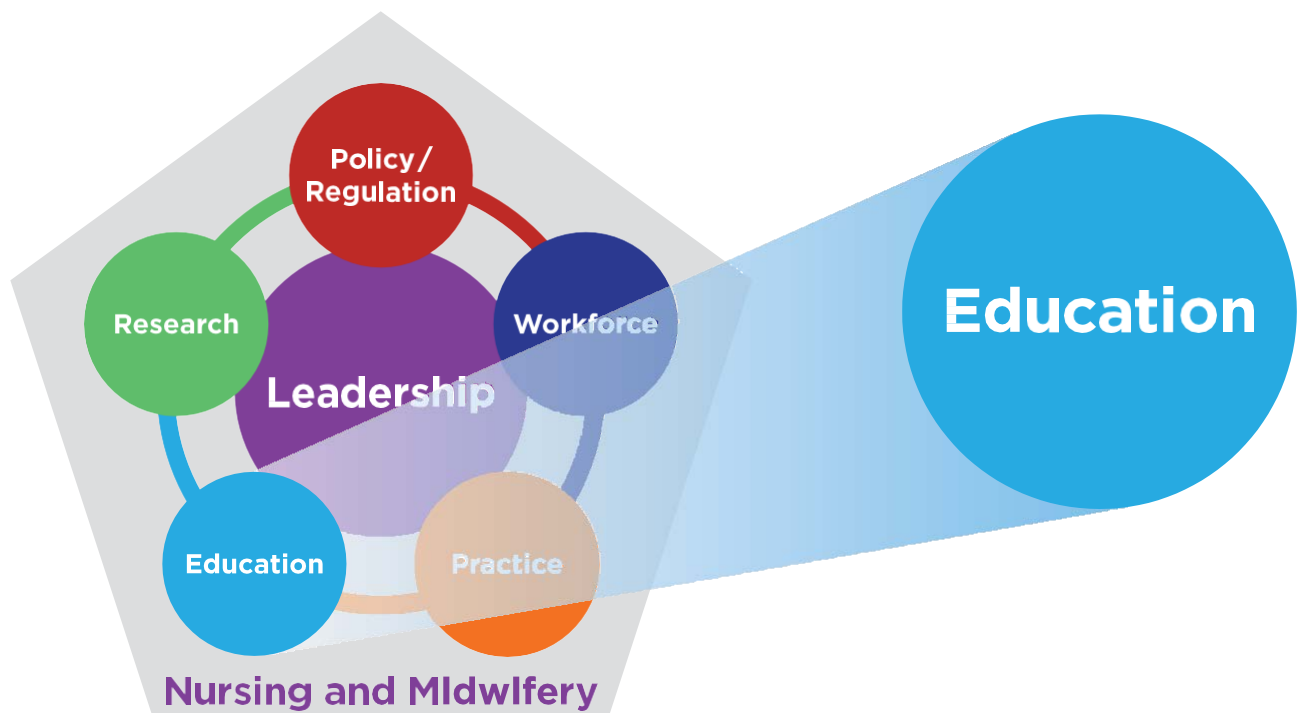 Policy/
Regulation
Research
Workforce
Education
Leadership
Education
Practice
Nursing and MIdwIfery